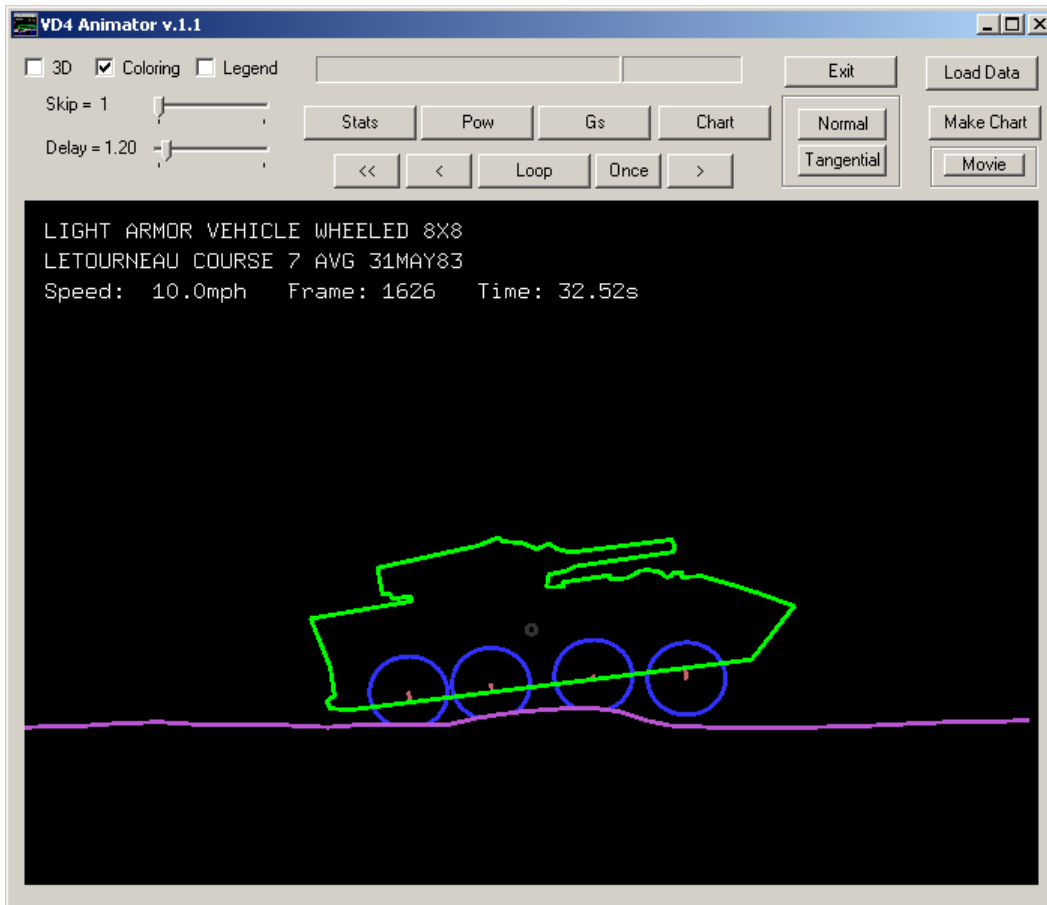 VD4 Animator v.1.1
3D Coloring Legend Exit Load Data
Skip = 1
Stats Pow Gs Chart Normal Make Chart
Delay = 1.20
<< < Loop Once > Tangential Movie
LIGHT ARMOR VEHICLE WHEELED 8X8
LETOURNEAU COURSE 7 AVG 31MAY83
Speed: 10.0mph Frame: 1626 Time: 32.52s